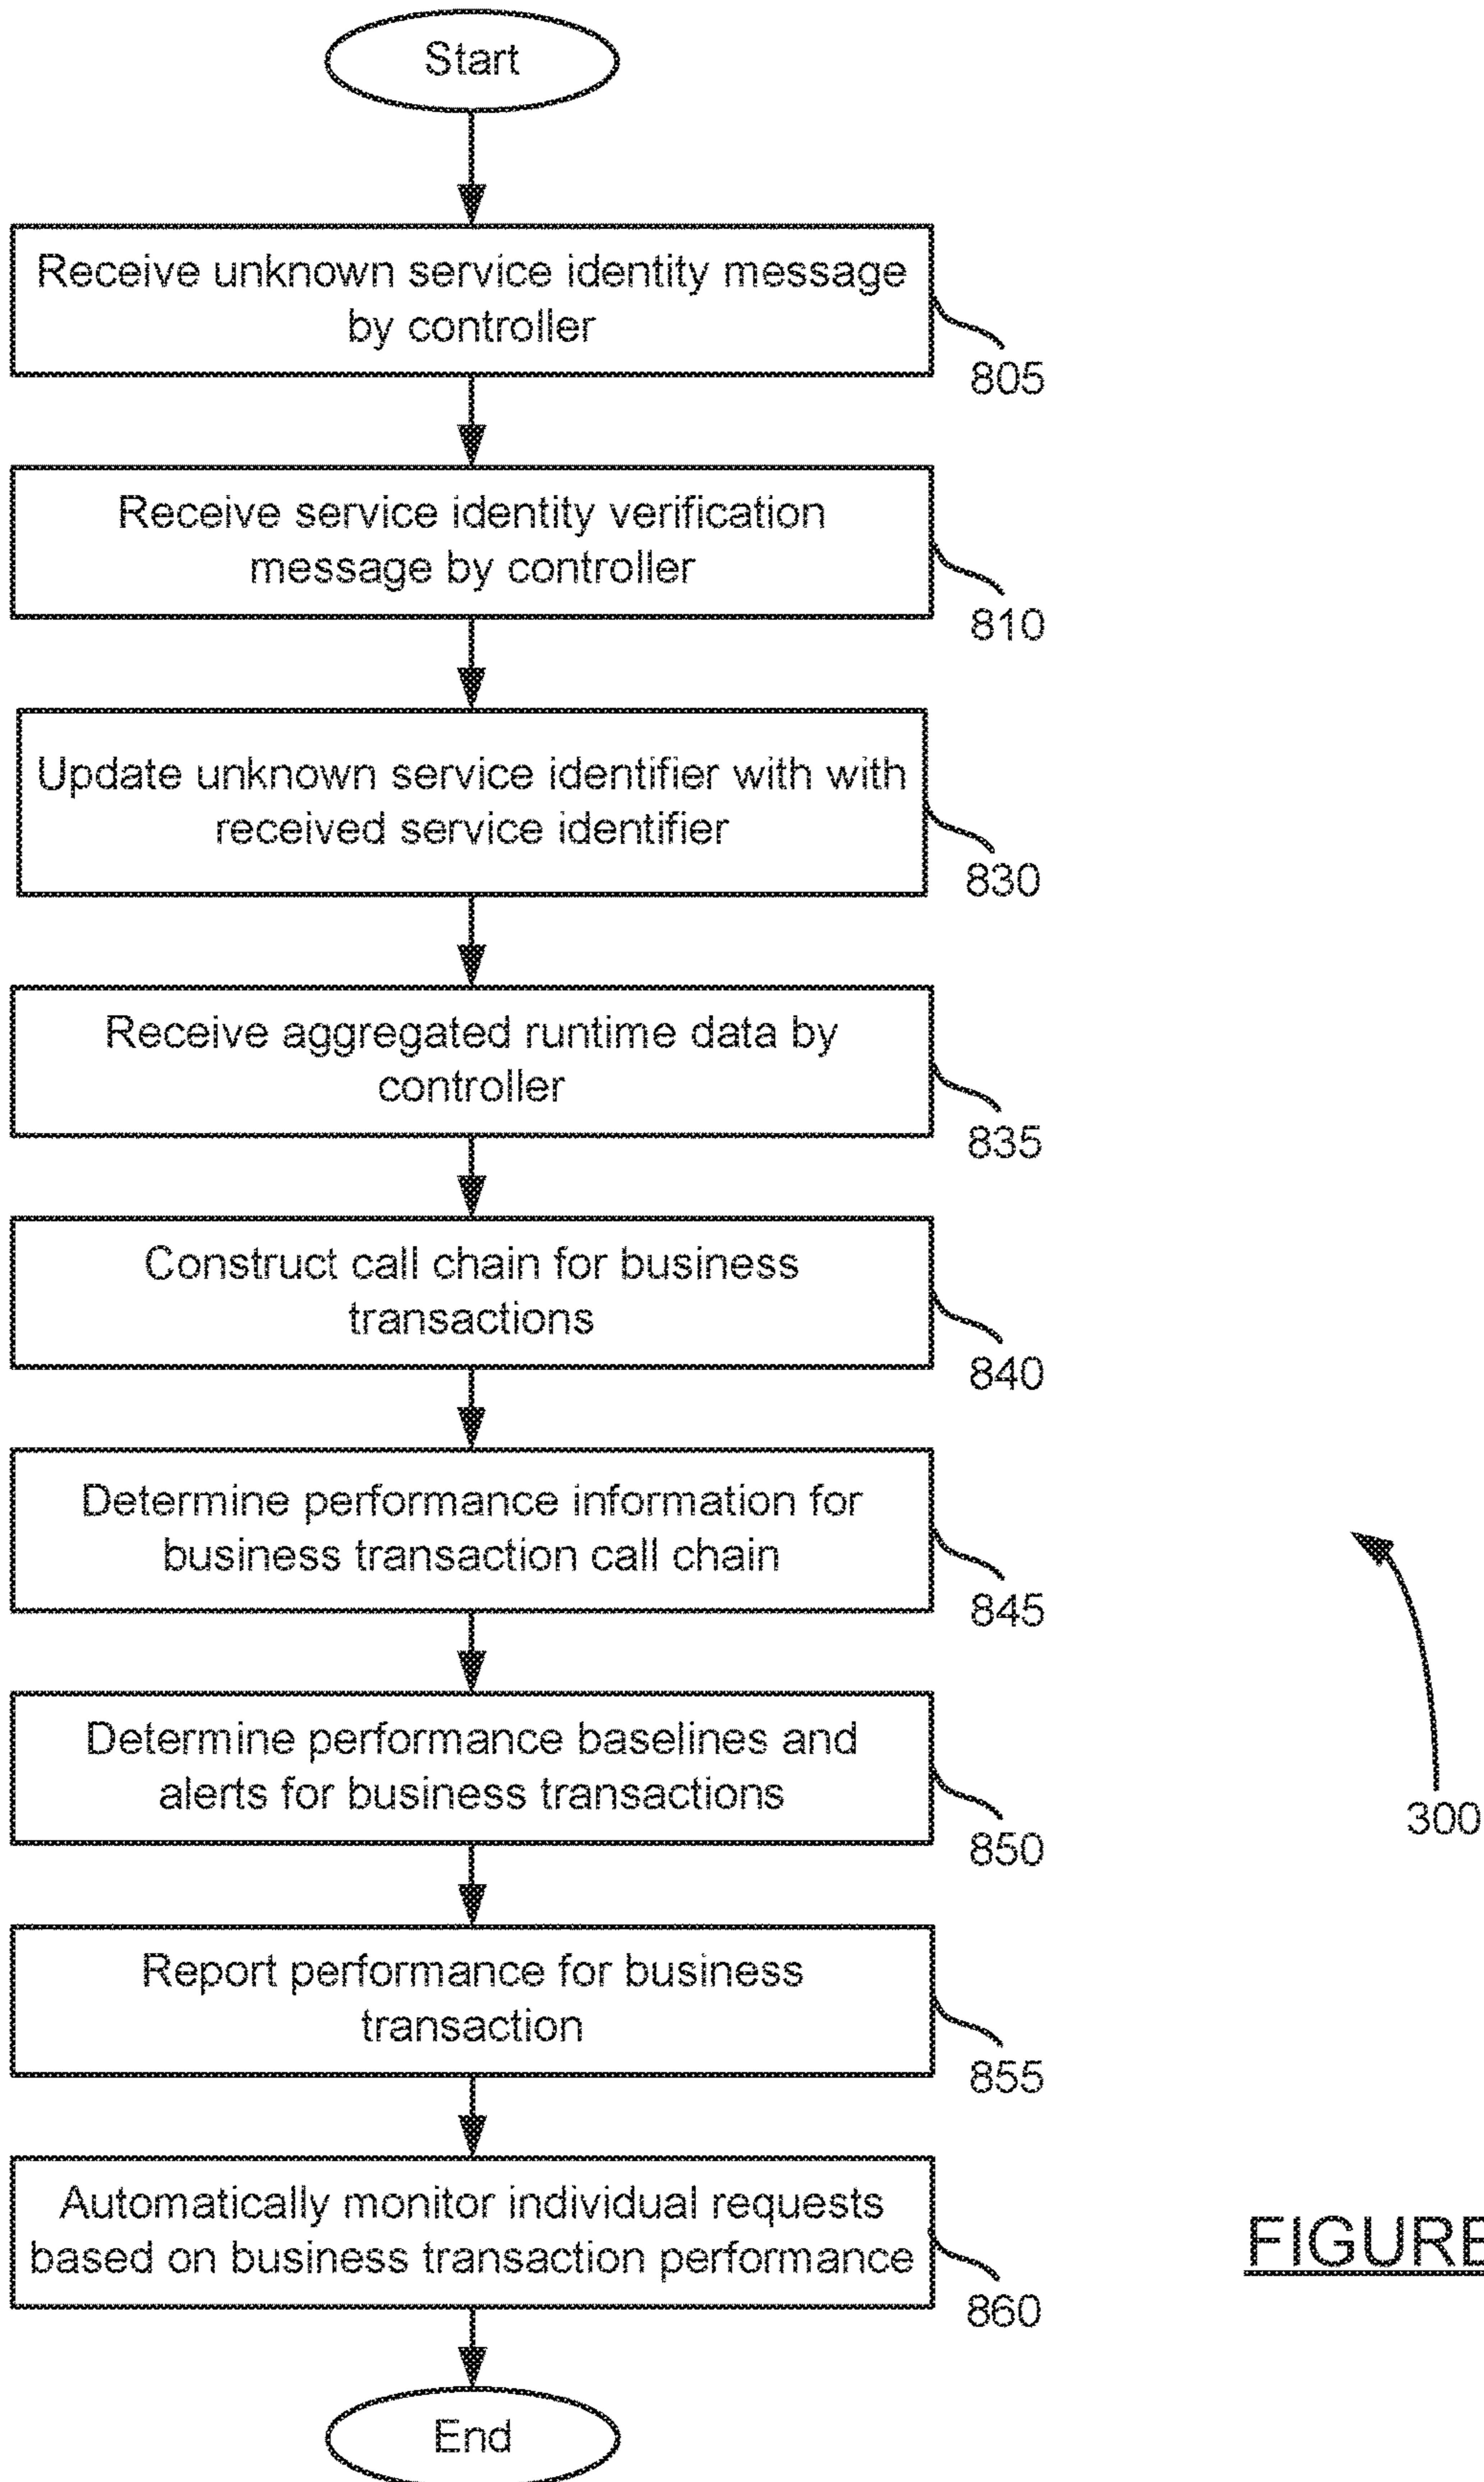 Start
Receive unknown service identity message
by controller
805
Receive service identity verification
message by controller
810
Update unknown service identifier with with
received service identifier
830
Receive aggregated runtime data by
controller
835
Construct call chain for business
transactions
840
Determine performance information for
business transaction call chain
845
300
Determine performance baselines and
alerts for business transactions
850
Report performance for business
transaction
855
Automatically monitor individual requests
based on business transaction performance
860
FIGURE
End